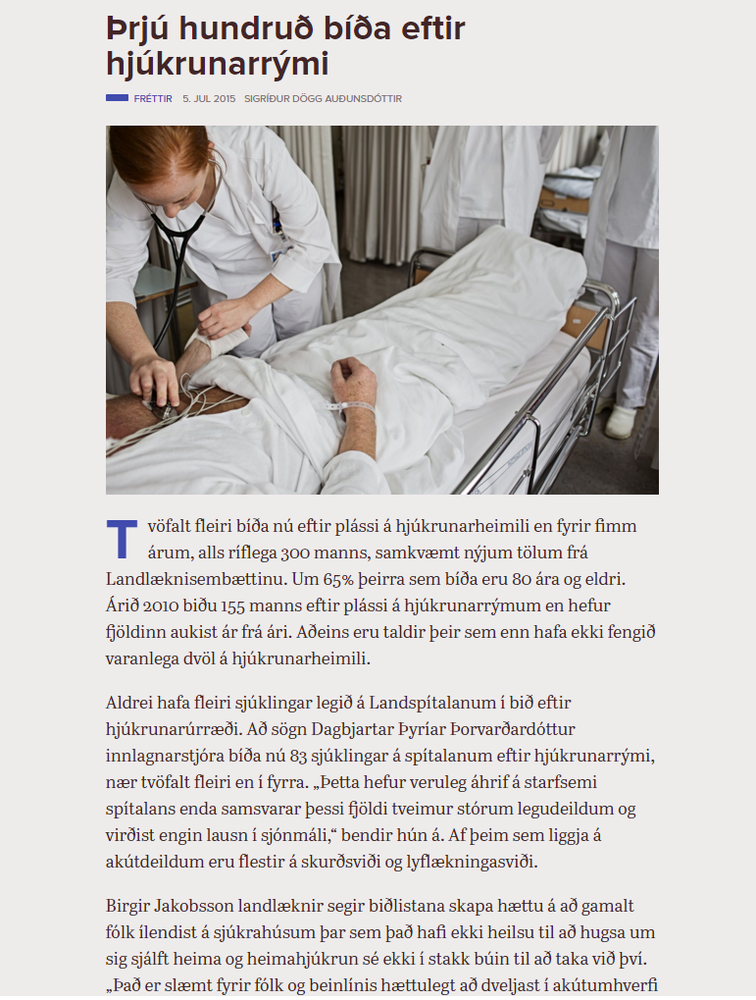 Þrjú hundruð bíða eftir
hjúkrunarrými
FRÉTTIR 5. JUL 2015 SIGRÍÐUR DÖGG AUÐUNSDÓTTIR
Tvöfalt fleiri bíða nú eftir plássi á hjúkrunarheimili en fyrir fimm
árum, alls ríflega 300 manns, samkvæmt nýjum tölum frá
Landlæknisembættinu. Um 65% þeirra sem bíða eru 80 ára og eldri.
Árið 2010 biðu 155 manns eftir plássi á hjúkrunarrýmum en hefur
fjöldinn aukist ár frá ári. Aðeins eru taldir þeir sem enn hafa ekki fengið
varanlega dvöl á hjúkrunarheimili.
Aldrei hafa fleiri sjúklingar legið á Landspítalanum í bið eftir
hjúkrunarúrræði. Að sögn Dagbjartar Þyríar Þorvarðardóttur
innlagnarstjóra bíða nú 83 sjúklingar á spítalanum eftir hjúkrunarrými,
nær tvöfalt fleiri en í fyrra. „Þetta hefur veruleg áhrif á starfsemi
spítalans enda samsvarar þessi fjöldi tveimur stórum legudeildum og
virðist engin lausn í sjónmáli,“ bendir hún á. Af þeim sem liggja á
akútdeildum eru flestir á skurðsviði og lyflækningasviði.
Birgir Jakobsson landlæknir segir biðlistana skapa hættu á að gamalt
fólk ílendist á sjúkrahúsum þar sem það hafi ekki heilsu til að hugsa um
sig sjálft heima og heimahjúkrun sé ekki í stakk búin til að taka við því.
„Það er slæmt fyrir fólk og beinlínis hættulegt að dveljast í akútumhverfi